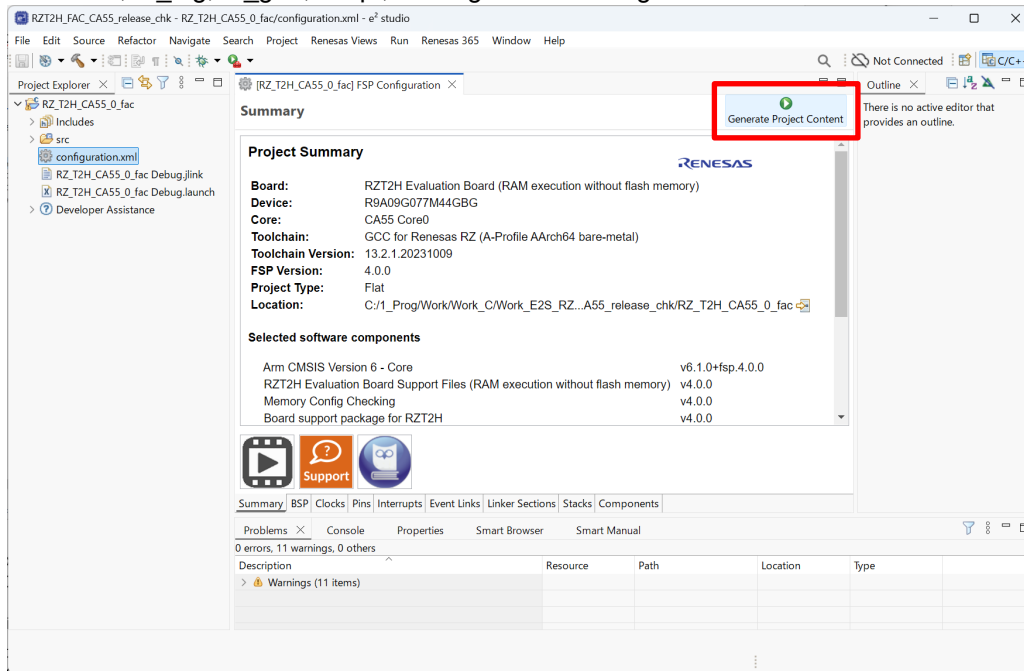 RZT2H_FAC_CA55_release_chk - RZ_T2H_CA55_0_fac/configuration.xml - e² studio
File Edit Source Refactor Navigate Search Project Renesas Views Run Renesas 365 Window Help
Not Connected
C/C+
Project Explorer
[RZ_T2H_CA55_0_fac] FSP Configuration
Outline
RZ_T2H_CA55_0_fac
Includes
src
configuration.xml
RZ_T2H_CA55_0_fac Debug.jlink
RZ_T2H_CA55_0_fac Debug.launch
Developer Assistance
Summary
Generate Project Content
There is no active editor that
provides an outline.
Project Summary
RENESAS
Board: RZT2H Evaluation Board (RAM execution without flash memory)
Device: R9A09G077M44GBG
Core: CA55 Core0
Toolchain: GCC for Renesas RZ (A-Profile AArch64 bare-metal)
Toolchain Version: 13.2.1.20231009
FSP Version: 4.0.0
Project Type: Flat
Location: C:/1_Prog/Work/Work_C/Work_E2S_RZ...A55_release_chk/RZ_T2H_CA55_0_fac
Selected software components
Arm CMSIS Version 6 - Core v6.1.0+fsp.4.0.0
RZT2H Evaluation Board Support Files (RAM execution without flash memory) v4.0.0
Memory Config Checking v4.0.0
Board support package for RZT2H v4.0.0
Support
Summary BSP Clocks Pins Interrupts Event Links Linker Sections Stacks Components
Problems Console Properties Smart Browser Smart Manual
0 errors, 11 warnings, 0 others
Description Resource Path Location Type
Warnings (11 items)